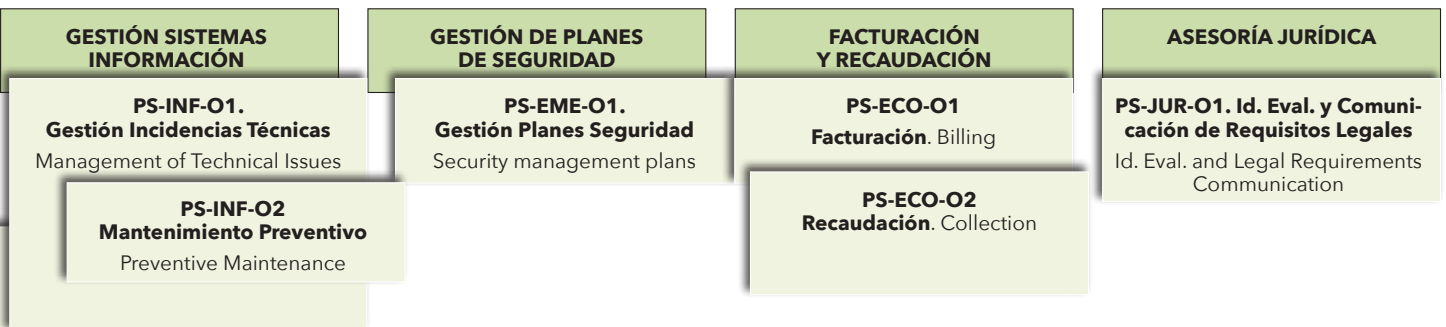 GESTIÓN SISTEMAS
INFORMACIÓN
PS-INF-O1.
Gestión Incidencias Técnicas
Management of Technical Issues
PS-INF-O2
Mantenimiento Preventivo
Preventive Maintenance
GESTIÓN DE PLANES
DE SEGURIDAD
PS-EME-O1.
Gestión Planes Seguridad
Security management plans
FACTURACIÓN
Y RECAUDACIÓN
PS-ECO-O1
Facturación. Billing
PS-ECO-O2
Recaudación. Collection
ASESORÍA JURÍDICA
PS-JUR-O1. Id. Eval. y Comuni-
cación de Requisitos Legales
Id. Eval. and Legal Requirements
Communication